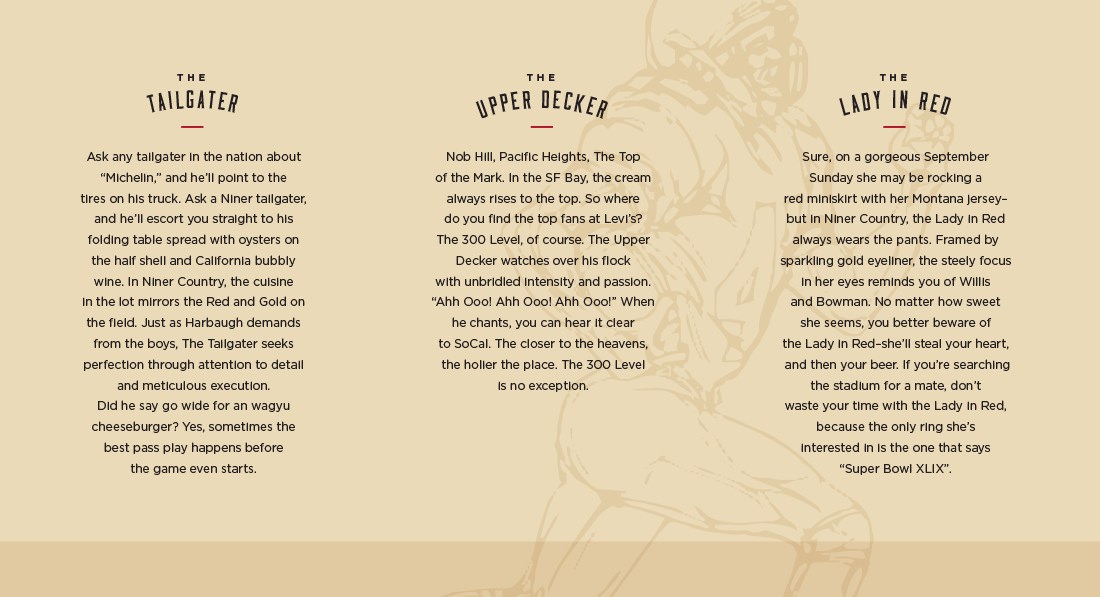 THE
TAILGATER
Ask any tailgater in the nation about
“Michelin,” and he’ll point to the
tires on his truck. Ask a Niner tailgater,
and he’ll escort you straight to his
folding table spread with oysters on
the half shell and California bubbly
wine. In Niner Country, the cuisine
in the lot mirrors the Red and Gold on
the field. Just as Harbaugh demands
from the boys, The Tailgater seeks
perfection through attention to detail
and meticulous execution.
Did he say go wide for an wagyu
cheeseburger? Yes, sometimes the
best pass play happens before
the game even starts.
THE
UPPER DECKER
Nob Hill, Pacific Heights, The Top
of the Mark. In the SF Bay, the cream
always rises to the top. So where
do you find the top fans at Levi’s?
The 300 Level, of course. The Upper
Decker watches over his flock
with unbridled intensity and passion.
“Ahh Ooo! Ahh Ooo! Ahh Ooo!” When
he chants, you can hear it clear
to SoCal. The closer to the heavens,
the holier the place. The 300 Level
is no exception.
THE
LADY IN RED
Sure, on a gorgeous September
Sunday she may be rocking a
red miniskirt with her Montana jersey–
but in Niner Country, the Lady in Red
always wears the pants. Framed by
sparkling gold eyeliner, the steely focus
in her eyes reminds you of Willis
and Bowman. No matter how sweet
she seems, you better beware of
the Lady in Red–she’ll steal your heart,
and then your beer. If you’re searching
the stadium for a mate, don’t
waste your time with the Lady in Red,
because the only ring she’s
interested in is the one that says
“Super Bowl XLIX”.